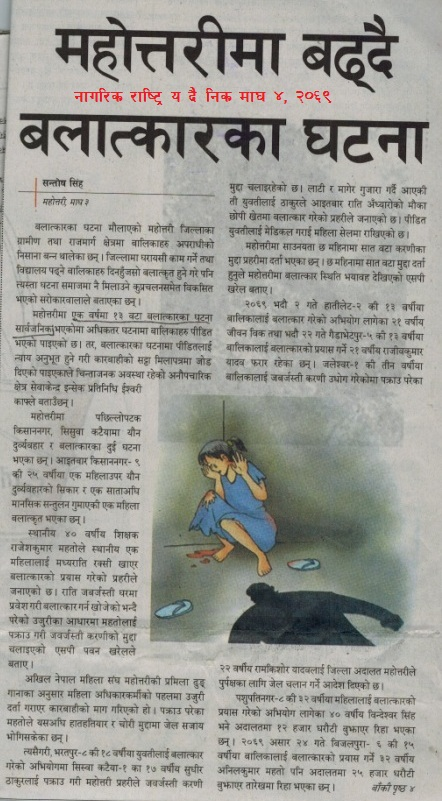 महोत्तरीमा बढ्दै
नागरिक राष्ट्रि य दै निक माघ ४, २०६९
बलात्कारका घटना
सन्तोष सिंह
महोत्तरी, माघ ३
बलात्कारका घटना मौलाएको महोत्तरी जिल्लाका
ग्रामीण तथा राजमार्ग क्षेत्रमा बालिकाहरू अपराधीको
निसाना बन्न थालेका छन् । जिल्लामा घरायसी काम गर्ने तथा
विद्यालय पढ्ने बालिकाहरू दिनहुँजसो बलात्कृत हुने गरे पनि
त्यस्ता घटना समाजमा नै मिलाउने कुप्रचलनसमेत विकसित
भएको सरोकारवालाले बताएका छन् ।
महोत्तरीमा एक वर्षमा १३ वटा बलात्कारका घटना
सार्वजनिक भएकोमा अधिकतर घटनामा बालिकाहरू पीडित
भएको पाइएको छ । तर, बलात्कारका घटनामा पीडितलाई
न्याय अनुभूत हुने गरी कारबाहीको सट्टा मिलापत्रमा जोड
दिएको पाइएकाले चिन्ताजनक अवस्था रहेको अनौपचारिक
क्षेत्र सेवाकेन्द्र इन्सेक प्रतिनिधि ईश्वरी
काफ्ले बताउँछन् ।
महोत्तरीमा पछिल्लोपटक
किसाननगर, सिसुवा कटैयामा यौन
दुर्व्यवहार र बलात्कारका दुई घटना
भएका छन् । आइतबार किसाननगर- ९
की २५ वर्षीया एक महिलाउपर यौन
दुर्व्यवहारको सिकार र एक साताअघि
मानसिक सन्तुलन गुमाएकी एक महिला
बलात्कृत भएका छन् ।
स्थानीय ४० वर्षीय शिक्षक
राजेशकुमार महतोले स्थानीय एक
महिलालाई मध्यराति रक्सी खाएर
बलात्कारको प्रयास गरेको प्रहरीले
जनाएको छ । राति जबर्जस्ती घरमा
प्रवेश गरी बलात्कार गर्न खोजेको भन्दै
परेको उजुरीका आधारमा महतोलाई
पक्राउ गरी जवर्जस्ती करणीको मुद्दा
चलाइएको एसपी पवन खरेलले
बताए ।
अखिल नेपाल महिला संघ महोत्तरीकी प्रमिला ढुङ्
गानाका अनुसार महिला अधिकारकर्मीको पहलमा उजुरी
दर्ता गराएर कारबाहीको माग गरिएको हो । पक्राउ परेका
महतोले यसअघि हातहतियार र चोरी मुद्दामा जेल सजाय
भोगिसकेका छन् ।
त्यसैगरी, भरतपुर-८ की १८ वर्षीया युवतीलाई बलात्कार
गरेको अभियोगमा सिस्वा कटैया-१ का १७ वर्षीय सुधीर
ठाकुरलाई पक्राउ गरी महोत्तरी प्रहरीले जवर्जस्ती करणी
मुद्दा चलाइरहेको छ । लाटी र मागेर गुजारा गर्दै आएकी
ती युवतीलाई ठाकुरले आइतबार राति अँध्यारोको मौका
छोपी खेतमा बलात्कार गरेको प्रहरीले जनाएको छ । पीडित
युवतीलाई मेडिकल गराई महिला सेलमा राखिएको छ ।
महोत्तरीमा साउनयता छ महिनामा सात वटा करणीका
मुद्दा प्रहरीमा दर्ता भएका छन् । छ महिनामा सात वटा मुद्दा दर्ता
हुनुले महोत्तरीमा बलात्कार स्थिति भयावह देखिएको एसपी
खरेल बताए ।
२०६९ भदौ २ गते हातीलेट-२ की १३ वर्षीया
बालिकालाई बलात्कार गरेको अभियोग लागेका २१ वर्षीय
जीवन विक तथा भदौ २२ गते गैडाभेटपुर-५ की १३ वर्षीया
बालिकालाई बलात्कारको प्रयास गर्ने २१ वर्षीय राजीवकुमार
यादव फरार रहेका छन् । जलेश्वर-१ की तीन वर्षीया
बालिकालाई जबर्जस्ती करणी उद्योग गरेकोमा पक्राउ परेका
२२ वर्षीय रामकिशोर यादवलाई जिल्ला अदालत महोत्तरीले
पुर्पक्षका लागि जेल चलान गर्ने आदेश दिएको छ ।
पशुपतिनगर-८ की ३२ वर्षीया महिलालाई बलात्कारको
प्रयास गरेको अभियोग लागेका ४० वर्षीय विन्देश्वर सिंह
भने अदालतमा १२ हजार धरौटी बुझाएर रिहा भएका
छन् । २०६९ असार २४ गते बिजलपुरा- ६ की १५
वर्षीया बालिकालाई बलात्कारको प्रयास गर्ने ३२ वर्षीय
अनिलकुमार महतो पनि अदालतमा २५ हजार धरौटी
बुझाएर तारेखमा रिहा भएका छन् । बाँकी पृष्ठ ४